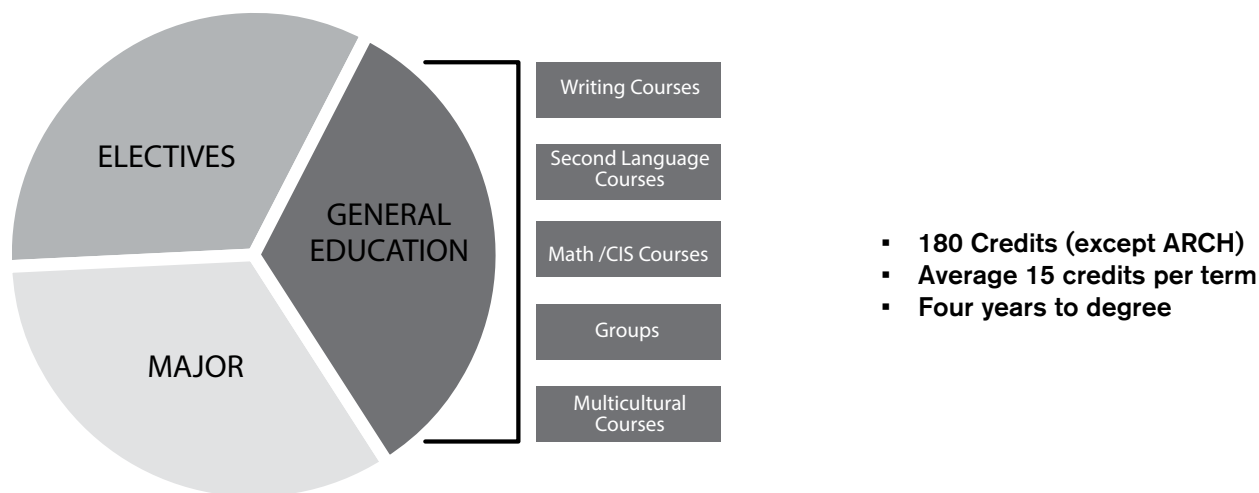 ELECTIVES
GENERAL
EDUCATION
MAJOR
Writing Courses
Second Language
Courses
Math /CIS Courses
Groups
Multicultural
Courses
▪ 180 Credits (except ARCH)
▪ Average 15 credits per term
▪ Four years to degree